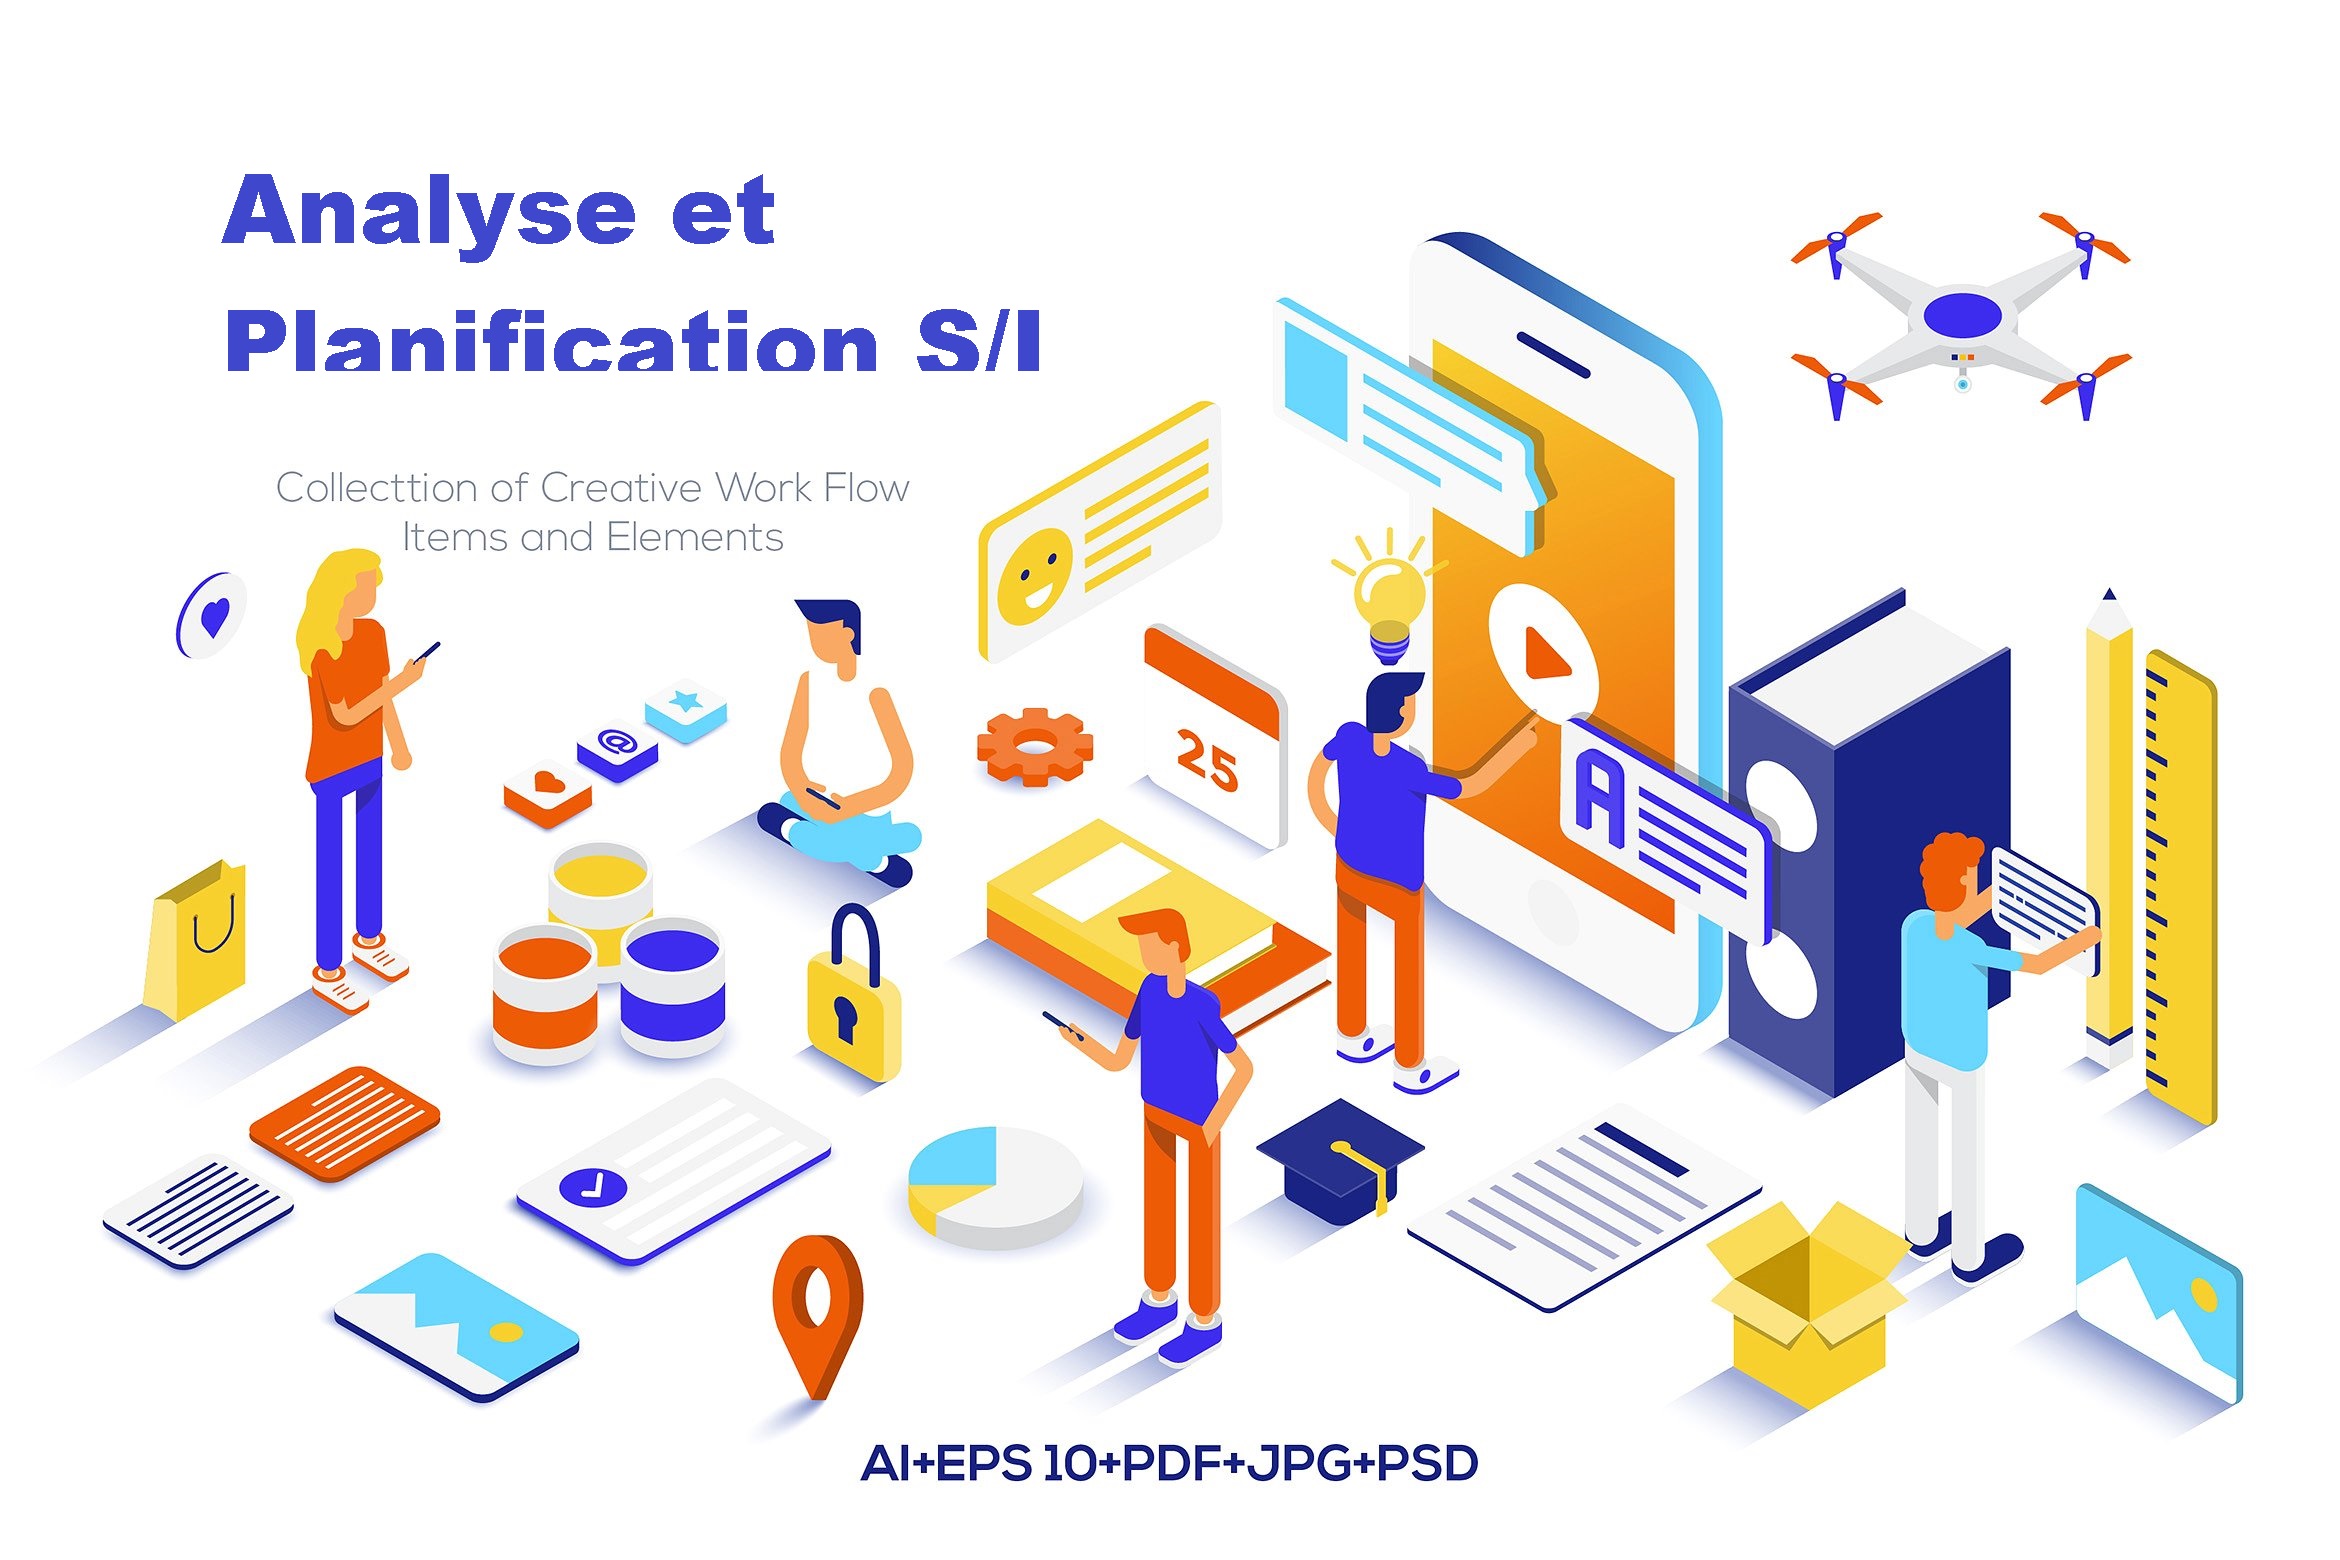 Analyse et
Planification S/I
Collecttion of Creative Work Flow
Items and Elements
@
25
A
AI+EPS 10+PDF+JPG+PSD